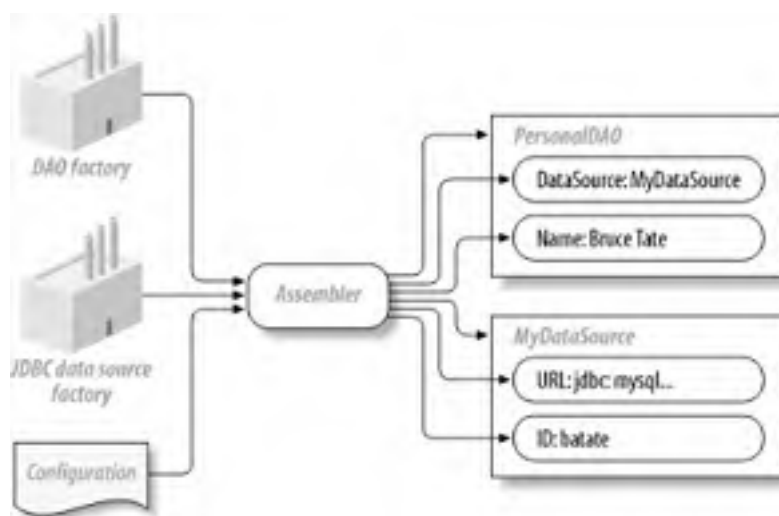 DAO factory
JDBC data source
factory
Configuration
Assembler
PersonalDAO
DataSource: MyDataSource
Name: Bruce Tate
MyDataSource
URL: jdbc: mysql...
ID: batate